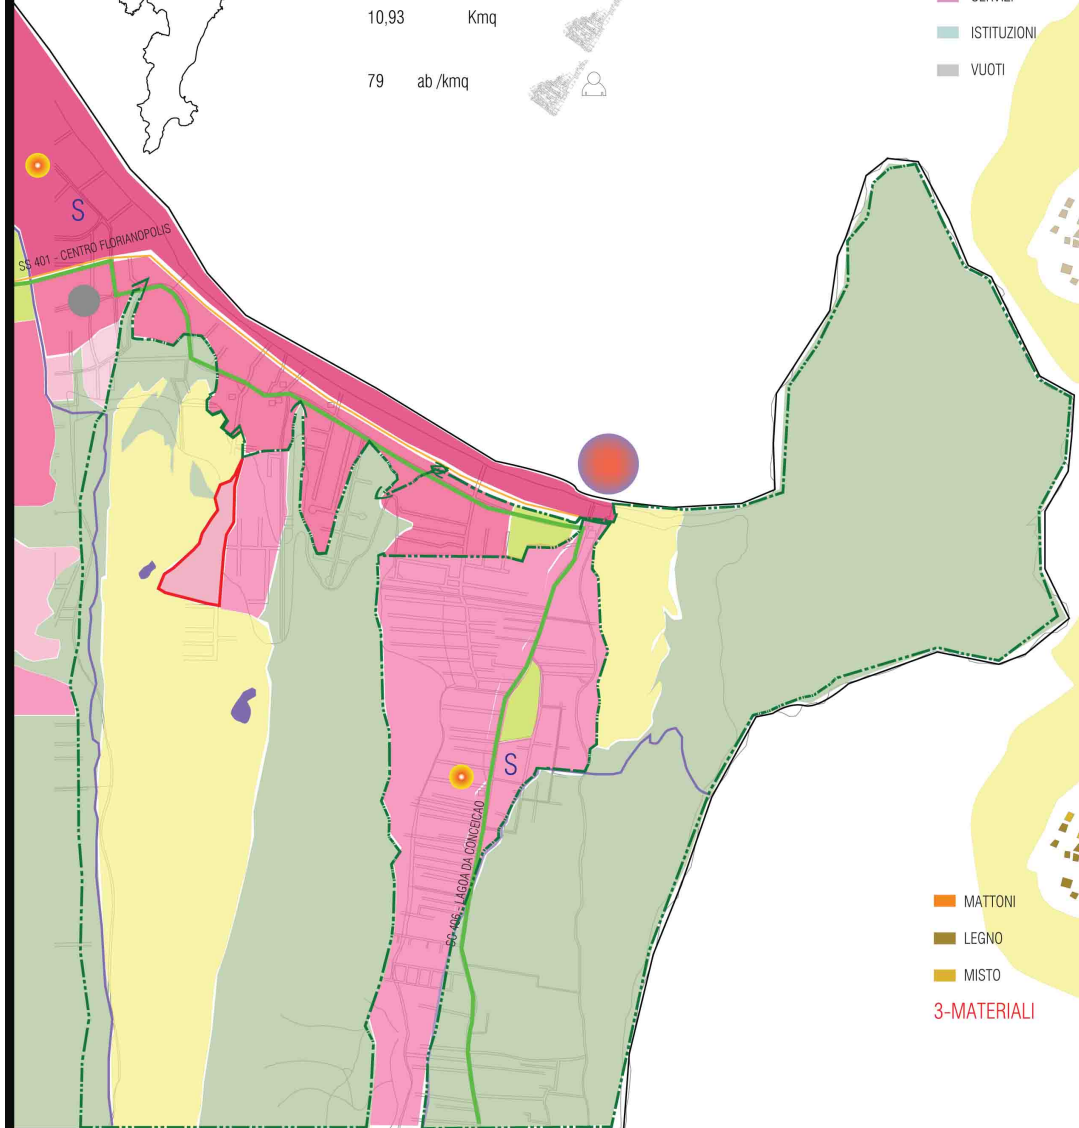 10,93 Kmq
79 ab /kmq
ISTITUZIONI
VUOTI
S
SS 401 - CENTRO FLORIANOPOLIS
S
SC 406 - LAGOA DA CONCEICAO
MATTONI
LEGNO
MISTO
3-MATERIALI